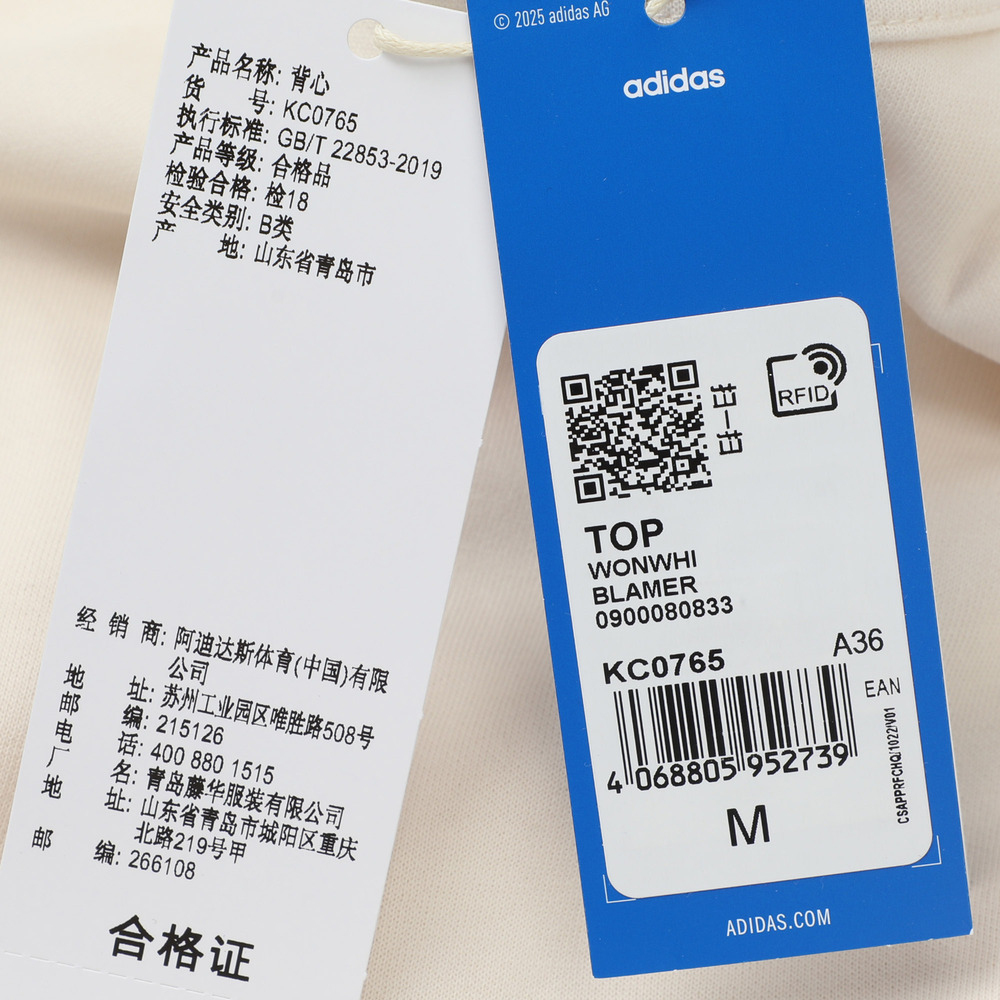 产品名称: 背心
货 号: KC0765
执行标准: GB/T 22853-2019
产品等级: 合格品
检验合格: 检18
安全类别: B类
产 地: 山东省青岛市
经 销 商: 阿迪达斯体育(中国)有限
公司
地 址: 苏州工业园区唯胜路508号
邮 编: 215126
电 话: 400 880 1515
厂 名: 青岛藤华服装有限公司
地 址: 山东省青岛市城阳区重庆
北路219号甲
邮 编: 266108
合格证
© 2025 adidas AG
adidas
RFID
TOP
WONWHI
BLAMER
0900080833
KC0765
A36
EAN
4 068805 952739
CSAPPRFCHQ/1022/V01
M
ADIDAS.COM